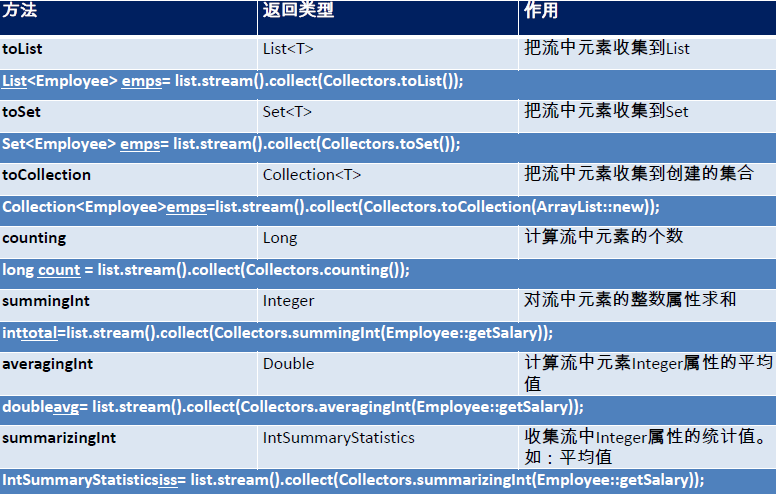 方法 返回类型 作用
toList List<T> 把流中元素收集到List
List<Employee> emps= list.stream().collect(Collectors.toList());
toSet Set<T> 把流中元素收集到Set
Set<Employee> emps= list.stream().collect(Collectors.toSet());
toCollection Collection<T> 把流中元素收集到创建的集合
Collection<Employee>emps=list.stream().collect(Collectors.toCollection(ArrayList::new));
counting Long 计算流中元素的个数
long count = list.stream().collect(Collectors.counting());
summingInt Integer 对流中元素的整数属性求和
inttotal=list.stream().collect(Collectors.summingInt(Employee::getSalary));
averagingInt Double 计算流中元素Integer属性的平均
值
doubleavg= list.stream().collect(Collectors.averagingInt(Employee::getSalary));
summarizingInt IntSummaryStatistics 收集流中Integer属性的统计值。
如：平均值
IntSummaryStatisticsiss= list.stream().collect(Collectors.summarizingInt(Employee::getSalary));